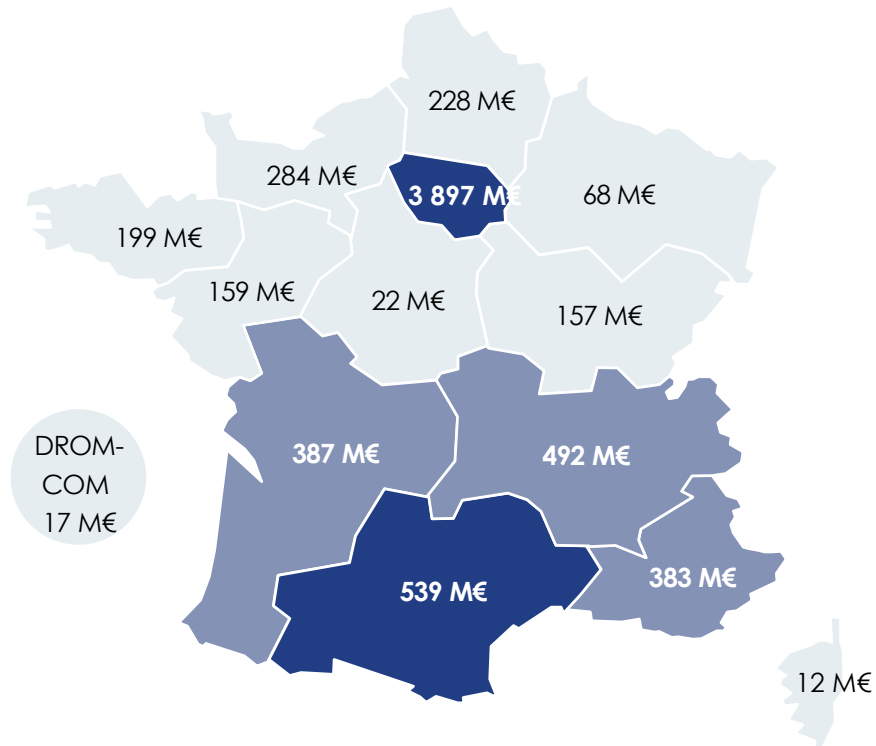 228 M€
284 M€
3 897 M€
68 M€
199 M€
159 M€
22 M€
157 M€
387 M€
492 M€
DROM-
COM
17 M€
383 M€
539 M€
12 M€